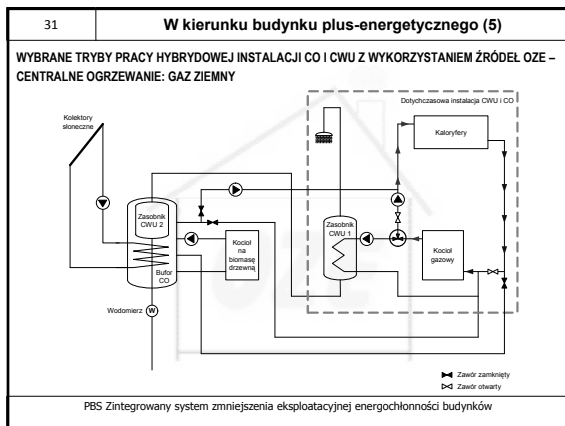 31
W kierunku budynku plus-energetycznego (5)
WYBRANE TRYBY PRACY HYBRYDOWEJ INSTALACJI CO I CWU Z WYKORZYSTANIEM ŹRÓDEŁ OZE –
CENTRALNE OGRZEWANIE: GAZ ZIEMNY
Dotychczasowa instalacja CWU i CO
Kolektory
słoneczne
Kaloryfery
Zasobnik
CWU 2
Zasobnik
CWU 1
Kocioł
na
biomasę
drzewną
Kocioł
gazowy
Bufor
CO
Wodomierz
W
OZE
Zawór zamknięty
Zawór otwarty
PBS Zintegrowany system zmniejszenia eksploatacyjnej energochłonności budynków